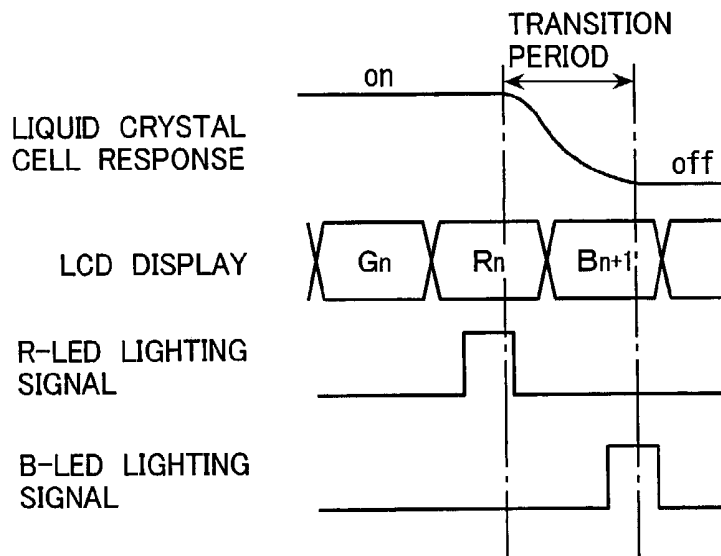 TRANSITION
PERIOD
on
LIQUID CRYSTAL
CELL RESPONSE
off
LCD DISPLAY
Gn
Rn
Bn+1
R-LED LIGHTING
SIGNAL
B-LED LIGHTING
SIGNAL